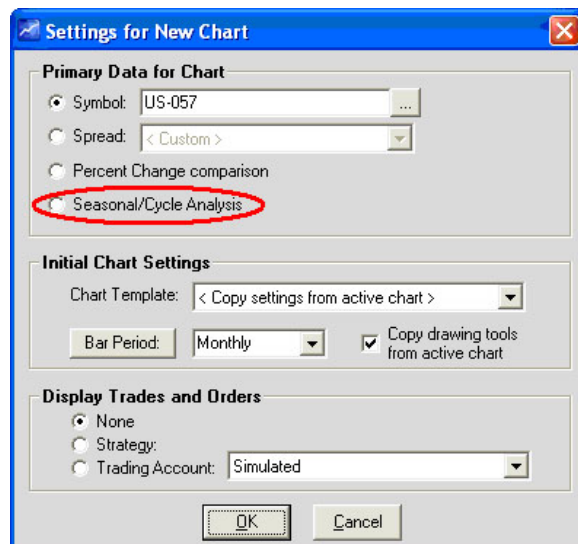 Settings for New Chart
Primary Data for Chart
Symbol: US-057 ...
Spread: < Custom >
Percent Change comparison
Seasonal/Cycle Analysis
Initial Chart Settings
Chart Template: < Copy settings from active chart >
Bar Period: Monthly Copy drawing tools
from active chart
Display Trades and Orders
None
Strategy:
Trading Account: Simulated
OK Cancel